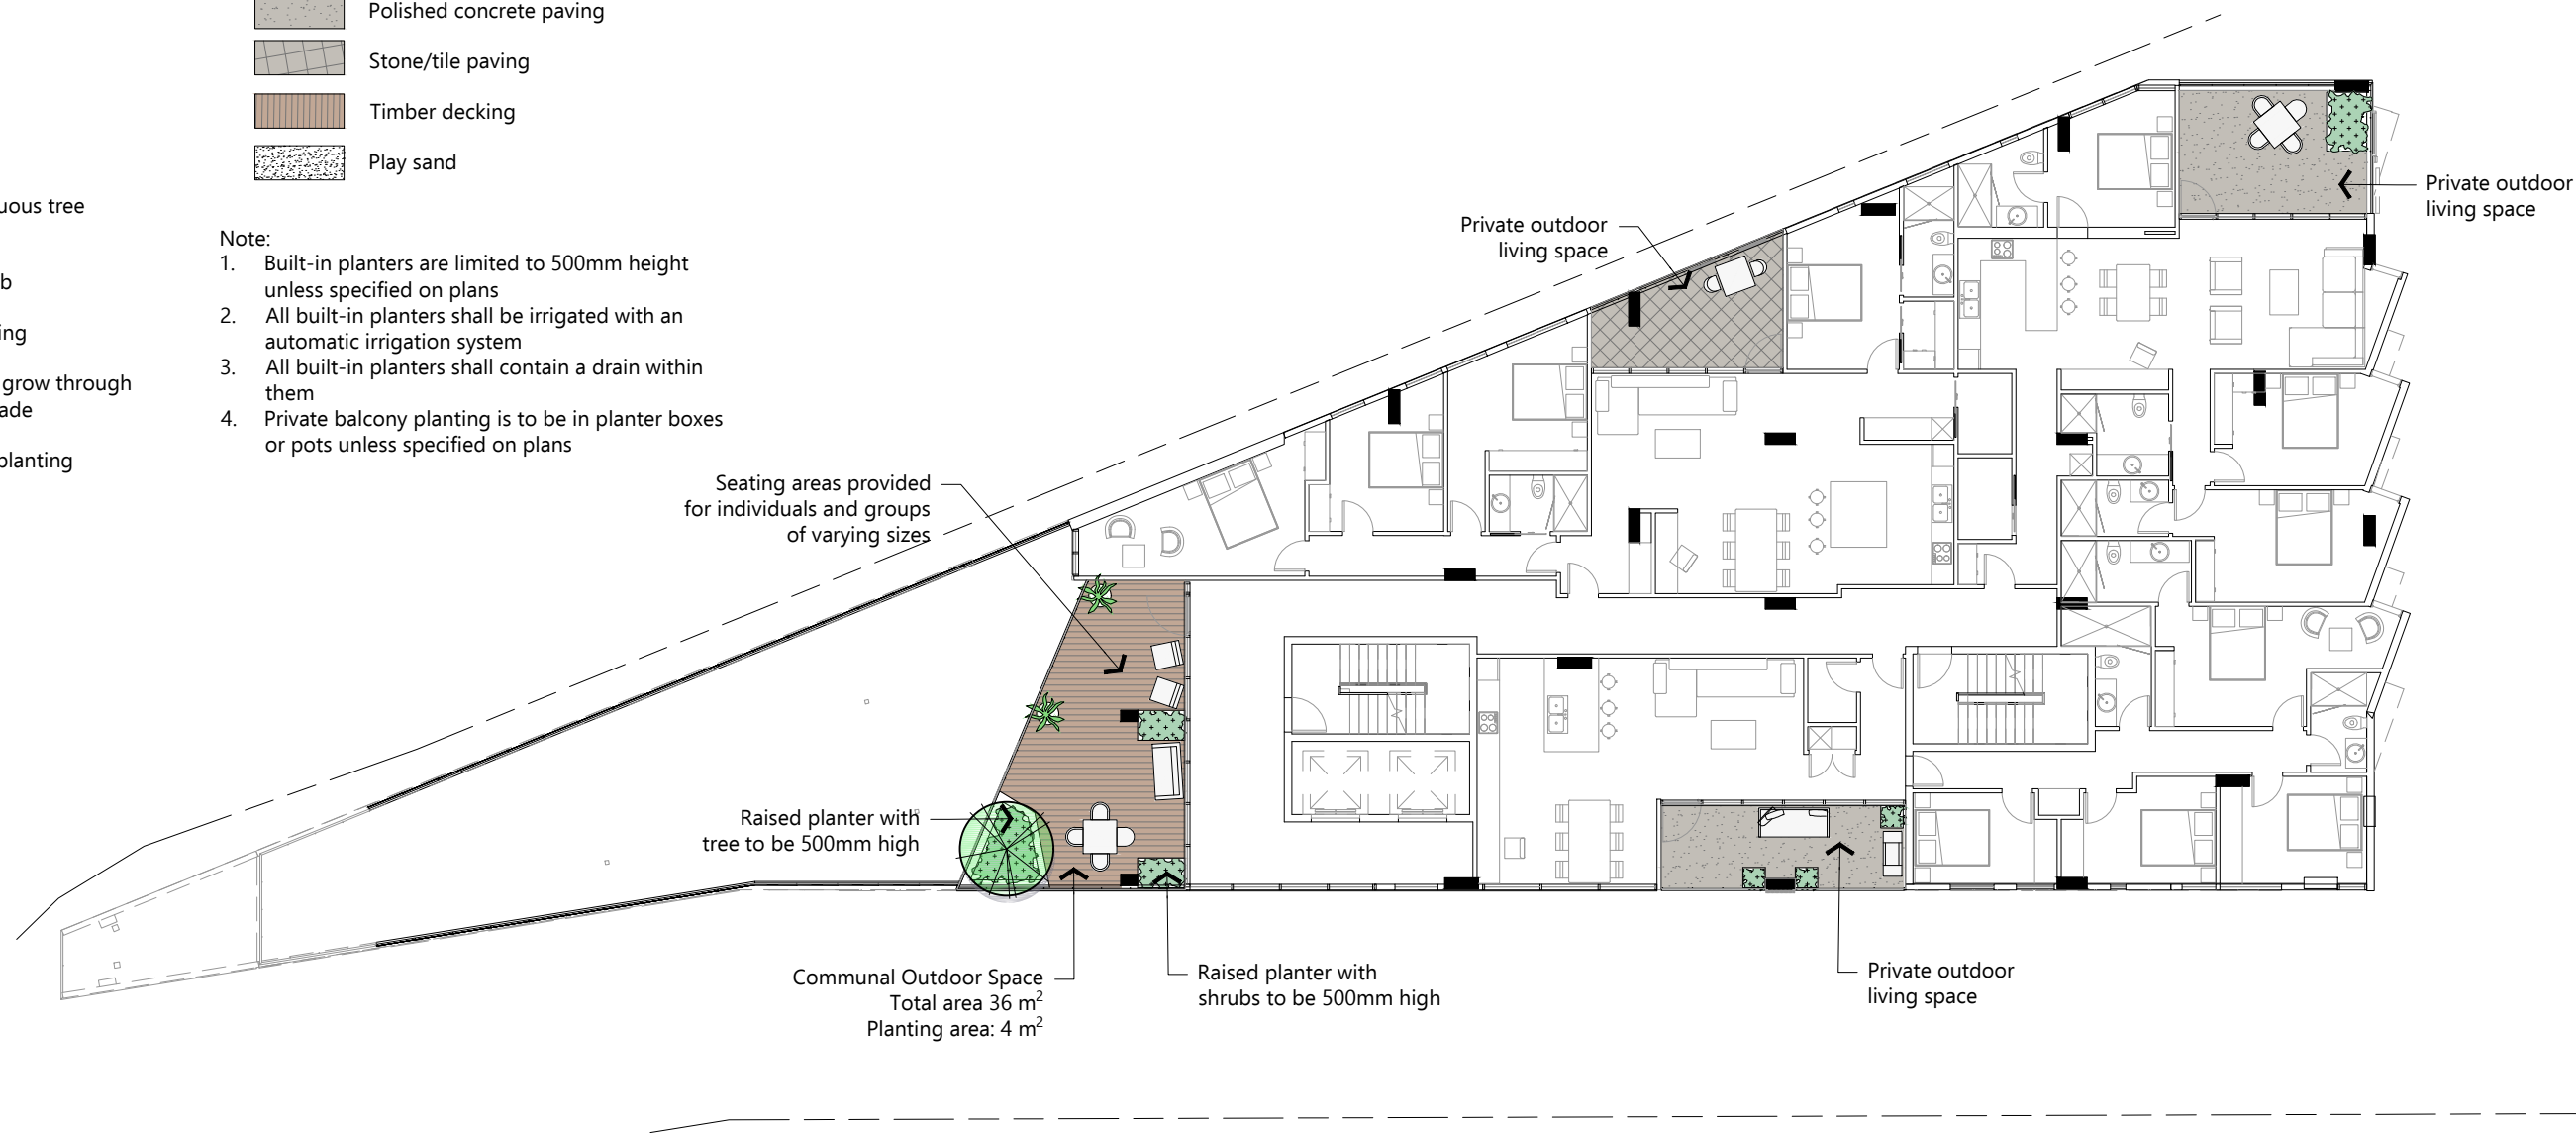 Polished concrete paving
Stone/tile paving
Timber decking
Play sand
uous tree
b
ing
grow through
ade
planting
Note:
1. Built-in planters are limited to 500mm height
unless specified on plans
2. All built-in planters shall be irrigated with an
automatic irrigation system
3. All built-in planters shall contain a drain within
them
4. Private balcony planting is to be in planter boxes
or pots unless specified on plans
Private outdoor
living space
Private outdoor
living space
Seating areas provided
for individuals and groups
of varying sizes
Raised planter with
tree to be 500mm high
Communal Outdoor Space
Total area 36 m²
Planting area: 4 m²
Raised planter with
shrubs to be 500mm high
Private outdoor
living space